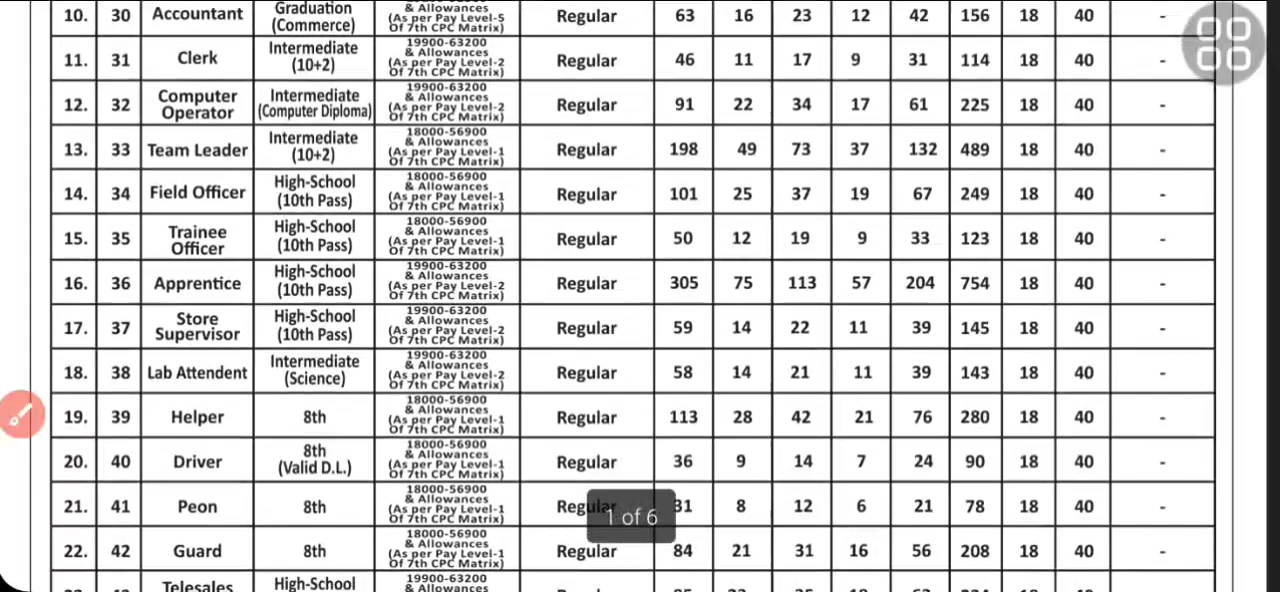 10. 30 Accountant Graduation (Commerce) & Allowances (As per Pay Level-5 Of 7th CPC Matrix) Regular 63 16 23 12 42 156 18 40 -
11. 31 Clerk Intermediate (10+2) 19900-63200 & Allowances (As per Pay Level-2 Of 7th CPC Matrix) Regular 46 11 17 9 31 114 18 40 -
12. 32 Computer Operator Intermediate (Computer Diploma) 19900-63200 & Allowances (As per Pay Level-2 Of 7th CPC Matrix) Regular 91 22 34 17 61 225 18 40 -
13. 33 Team Leader Intermediate (10+2) 18000-56900 & Allowances (As per Pay Level-1 Of 7th CPC Matrix) Regular 198 49 73 37 132 489 18 40 -
14. 34 Field Officer High-School (10th Pass) 18000-56900 & Allowances (As per Pay Level-1 Of 7th CPC Matrix) Regular 101 25 37 19 67 249 18 40 -
15. 35 Trainee Officer High-School (10th Pass) 18000-56900 & Allowances (As per Pay Level-1 Of 7th CPC Matrix) Regular 50 12 19 9 33 123 18 40 -
16. 36 Apprentice High-School (10th Pass) 19900-63200 & Allowances (As per Pay Level-2 Of 7th CPC Matrix) Regular 305 75 113 57 204 754 18 40 -
17. 37 Store Supervisor High-School (10th Pass) 19900-63200 & Allowances (As per Pay Level-2 Of 7th CPC Matrix) Regular 59 14 22 11 39 145 18 40 -
18. 38 Lab Attendent Intermediate (Science) 19900-63200 & Allowances (As per Pay Level-2 Of 7th CPC Matrix) Regular 58 14 21 11 39 143 18 40 -
19. 39 Helper 8th 18000-56900 & Allowances (As per Pay Level-1 Of 7th CPC Matrix) Regular 113 28 42 21 76 280 18 40 -
20. 40 Driver 8th (Valid D.L.) 18000-56900 & Allowances (As per Pay Level-1 Of 7th CPC Matrix) Regular 36 9 14 7 24 90 18 40 -
21. 41 Peon 8th 18000-56900 & Allowances (As per Pay Level-1 Of 7th CPC Matrix) Regular 31 8 12 6 21 78 18 40 -
1 of 6
22. 42 Guard 8th 18000-56900 & Allowances (As per Pay Level-1 Of 7th CPC Matrix) Regular 84 21 31 16 56 208 18 40 -
Telesales High-School 19900-63200 & Allowances